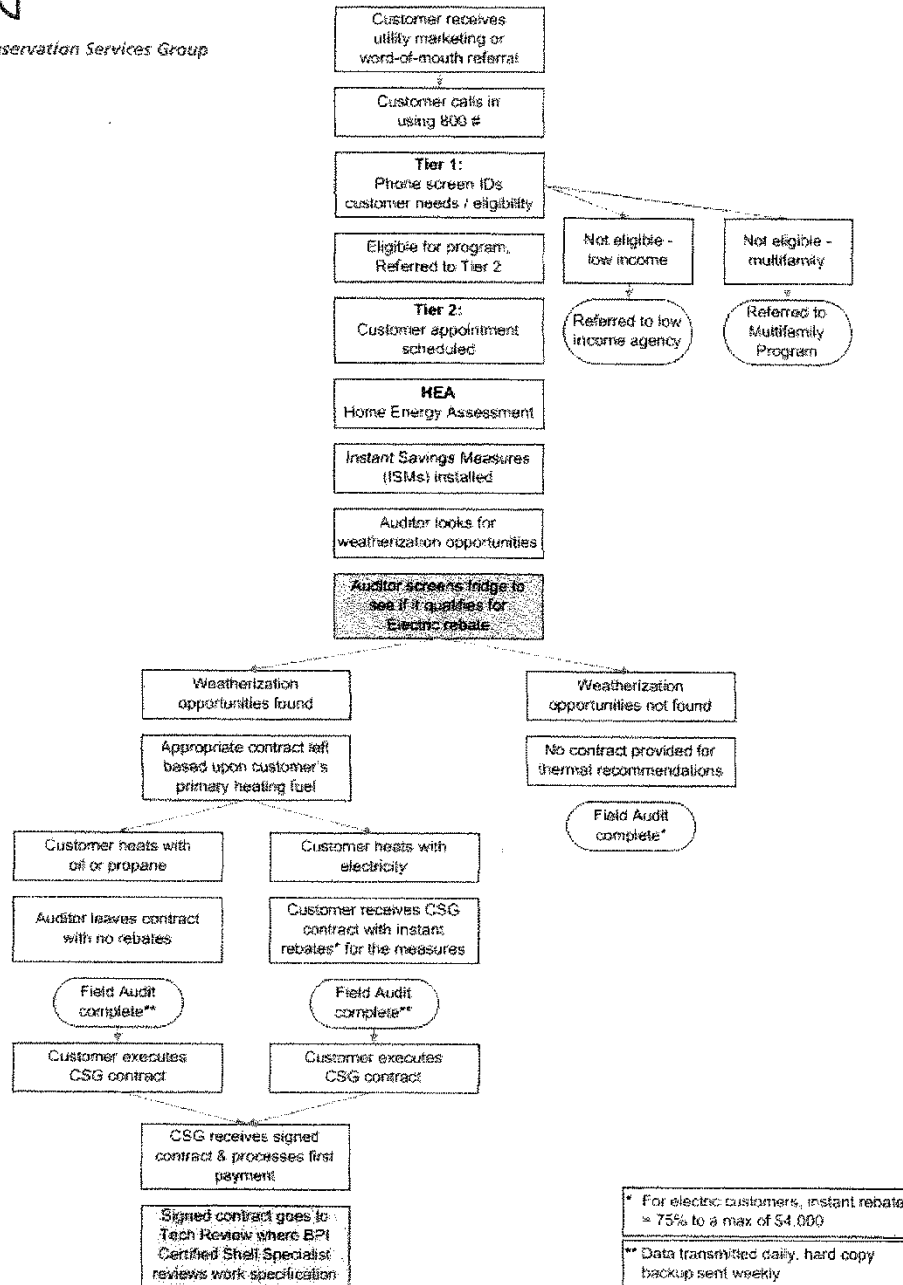 Conservation Services Group
Customer receives
utility marketing or
word-of-mouth referral
Customer calls in
using 800 #
Tier 1:
Phone screen IDs
customer needs / eligibility
Eligible for program,
Referred to Tier 2
Not eligible -
low income
Not eligible -
multifamily
Tier 2:
Customer appointment
scheduled
Referred to low
income agency
Referred to
Multifamily
Program
HEA
Home Energy Assessment
Instant Savings Measures
(ISMs) installed
Auditor looks for
weatherization opportunities
Auditor screens fridge to
see if it qualifies for
Electric rebate
Weatherization
opportunities found
Weatherization
opportunities not found
Appropriate contract left
based upon customer's
primary heating fuel
No contract provided for
thermal recommendations
Field Audit
complete*
Customer heats with
oil or propane
Customer heats with
electricity
Auditor leaves contract
with no rebates
Customer receives CSG
contract with instant
rebates* for the measures
Field Audit
complete**
Field Audit
complete**
Customer executes
CSG contract
Customer executes
CSG contract
CSG receives signed
contract & processes first
payment
Signed contract goes to
Tech Review where BPI
Certified Shell Specialist
reviews work specification
* For electric customers, instant rebate
= 75% to a max of $4,000
** Data transmitted daily, hard copy
backup sent weekly